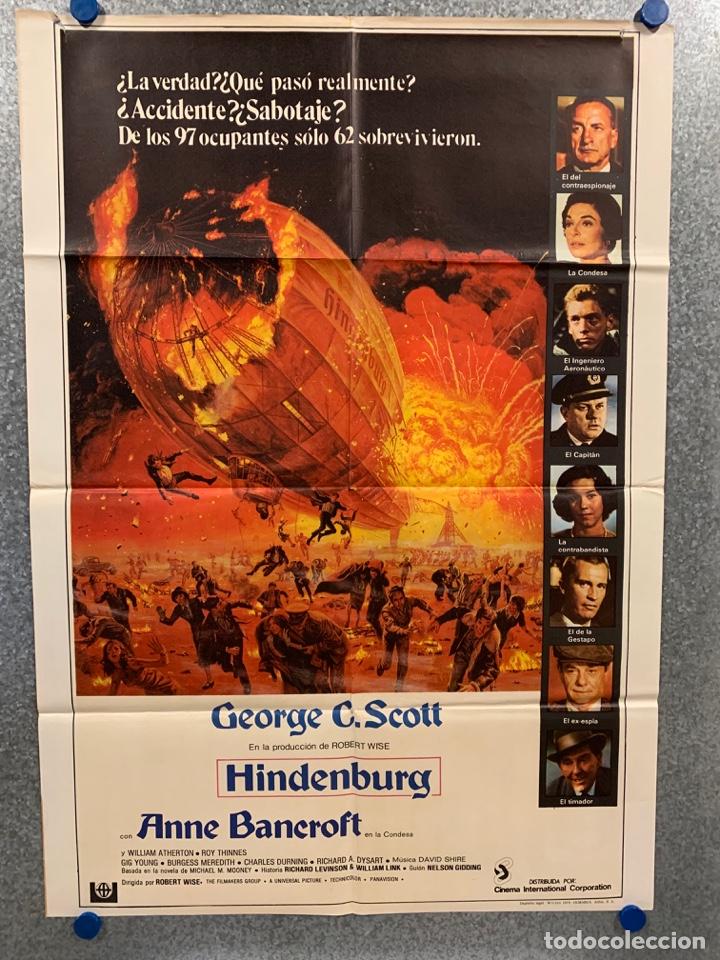 ¿La verdad?¿Qué pasó realmente?
¿Accidente?¿Sabotaje?
De los 97 ocupantes sólo 62 sobrevivieron.
Hindenburg
El del
contraespionaje
La Condesa
El Ingeniero
Aeronáutico
El Capitán
La
contrabandista
El de la
Gestapo
El ex-espia
El timador
George C. Scott
En la producción de ROBERT WISE
Hindenburg
con Anne Bancroft en la Condesa
y WILLIAM ATHERTON • ROY THINNES
GIG YOUNG • BURGESS MEREDITH • CHARLES DURNING • RICHARD A. DYSART • Música DAVID SHIRE
Basada en la novela de MICHAEL M. MOONEY • Historia RICHARD LEVINSON & WILLIAM LINK • Guión NELSON GIDDING
Dirigida por ROBERT WISE • THE FILMAKERS GROUP • A UNIVERSAL PICTURE • TECHNICOLOR • PANAVISION
S
DISTRIBUIDA POR:
Cinema International Corporation
todocoleccion